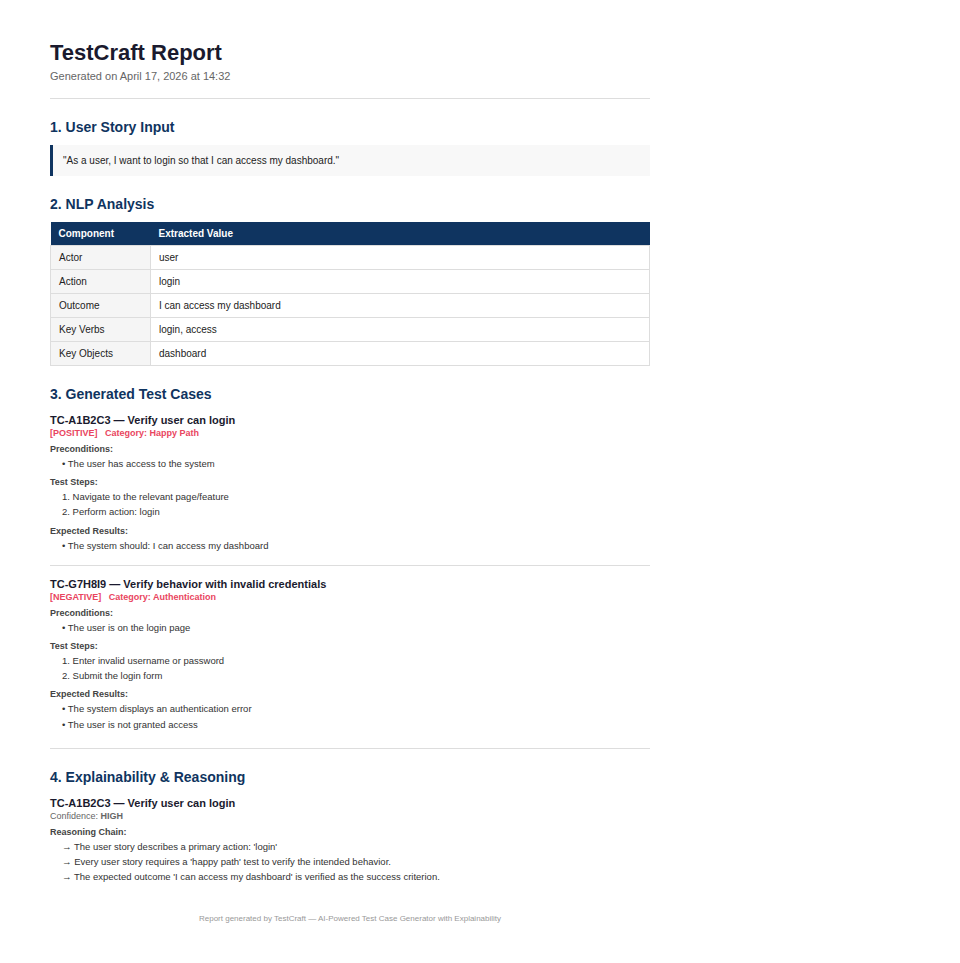 TestCraft Report
Generated on April 17, 2026 at 14:32
1. User Story Input
"As a user, I want to login so that I can access my dashboard."
2. NLP Analysis
Component Extracted Value
Actor user
Action login
Outcome I can access my dashboard
Key Verbs login, access
Key Objects dashboard
3. Generated Test Cases
TC-A1B2C3 — Verify user can login
[POSITIVE] Category: Happy Path
Preconditions:
• The user has access to the system
Test Steps:
1. Navigate to the relevant page/feature
2. Perform action: login
Expected Results:
• The system should: I can access my dashboard
TC-G7H8I9 — Verify behavior with invalid credentials
[NEGATIVE] Category: Authentication
Preconditions:
• The user is on the login page
Test Steps:
1. Enter invalid username or password
2. Submit the login form
Expected Results:
• The system displays an authentication error
• The user is not granted access
4. Explainability & Reasoning
TC-A1B2C3 — Verify user can login
Confidence: HIGH
Reasoning Chain:
→ The user story describes a primary action: 'login'
→ Every user story requires a 'happy path' test to verify the intended behavior.
→ The expected outcome 'I can access my dashboard' is verified as the success criterion.
Report generated by TestCraft — AI-Powered Test Case Generator with Explainability